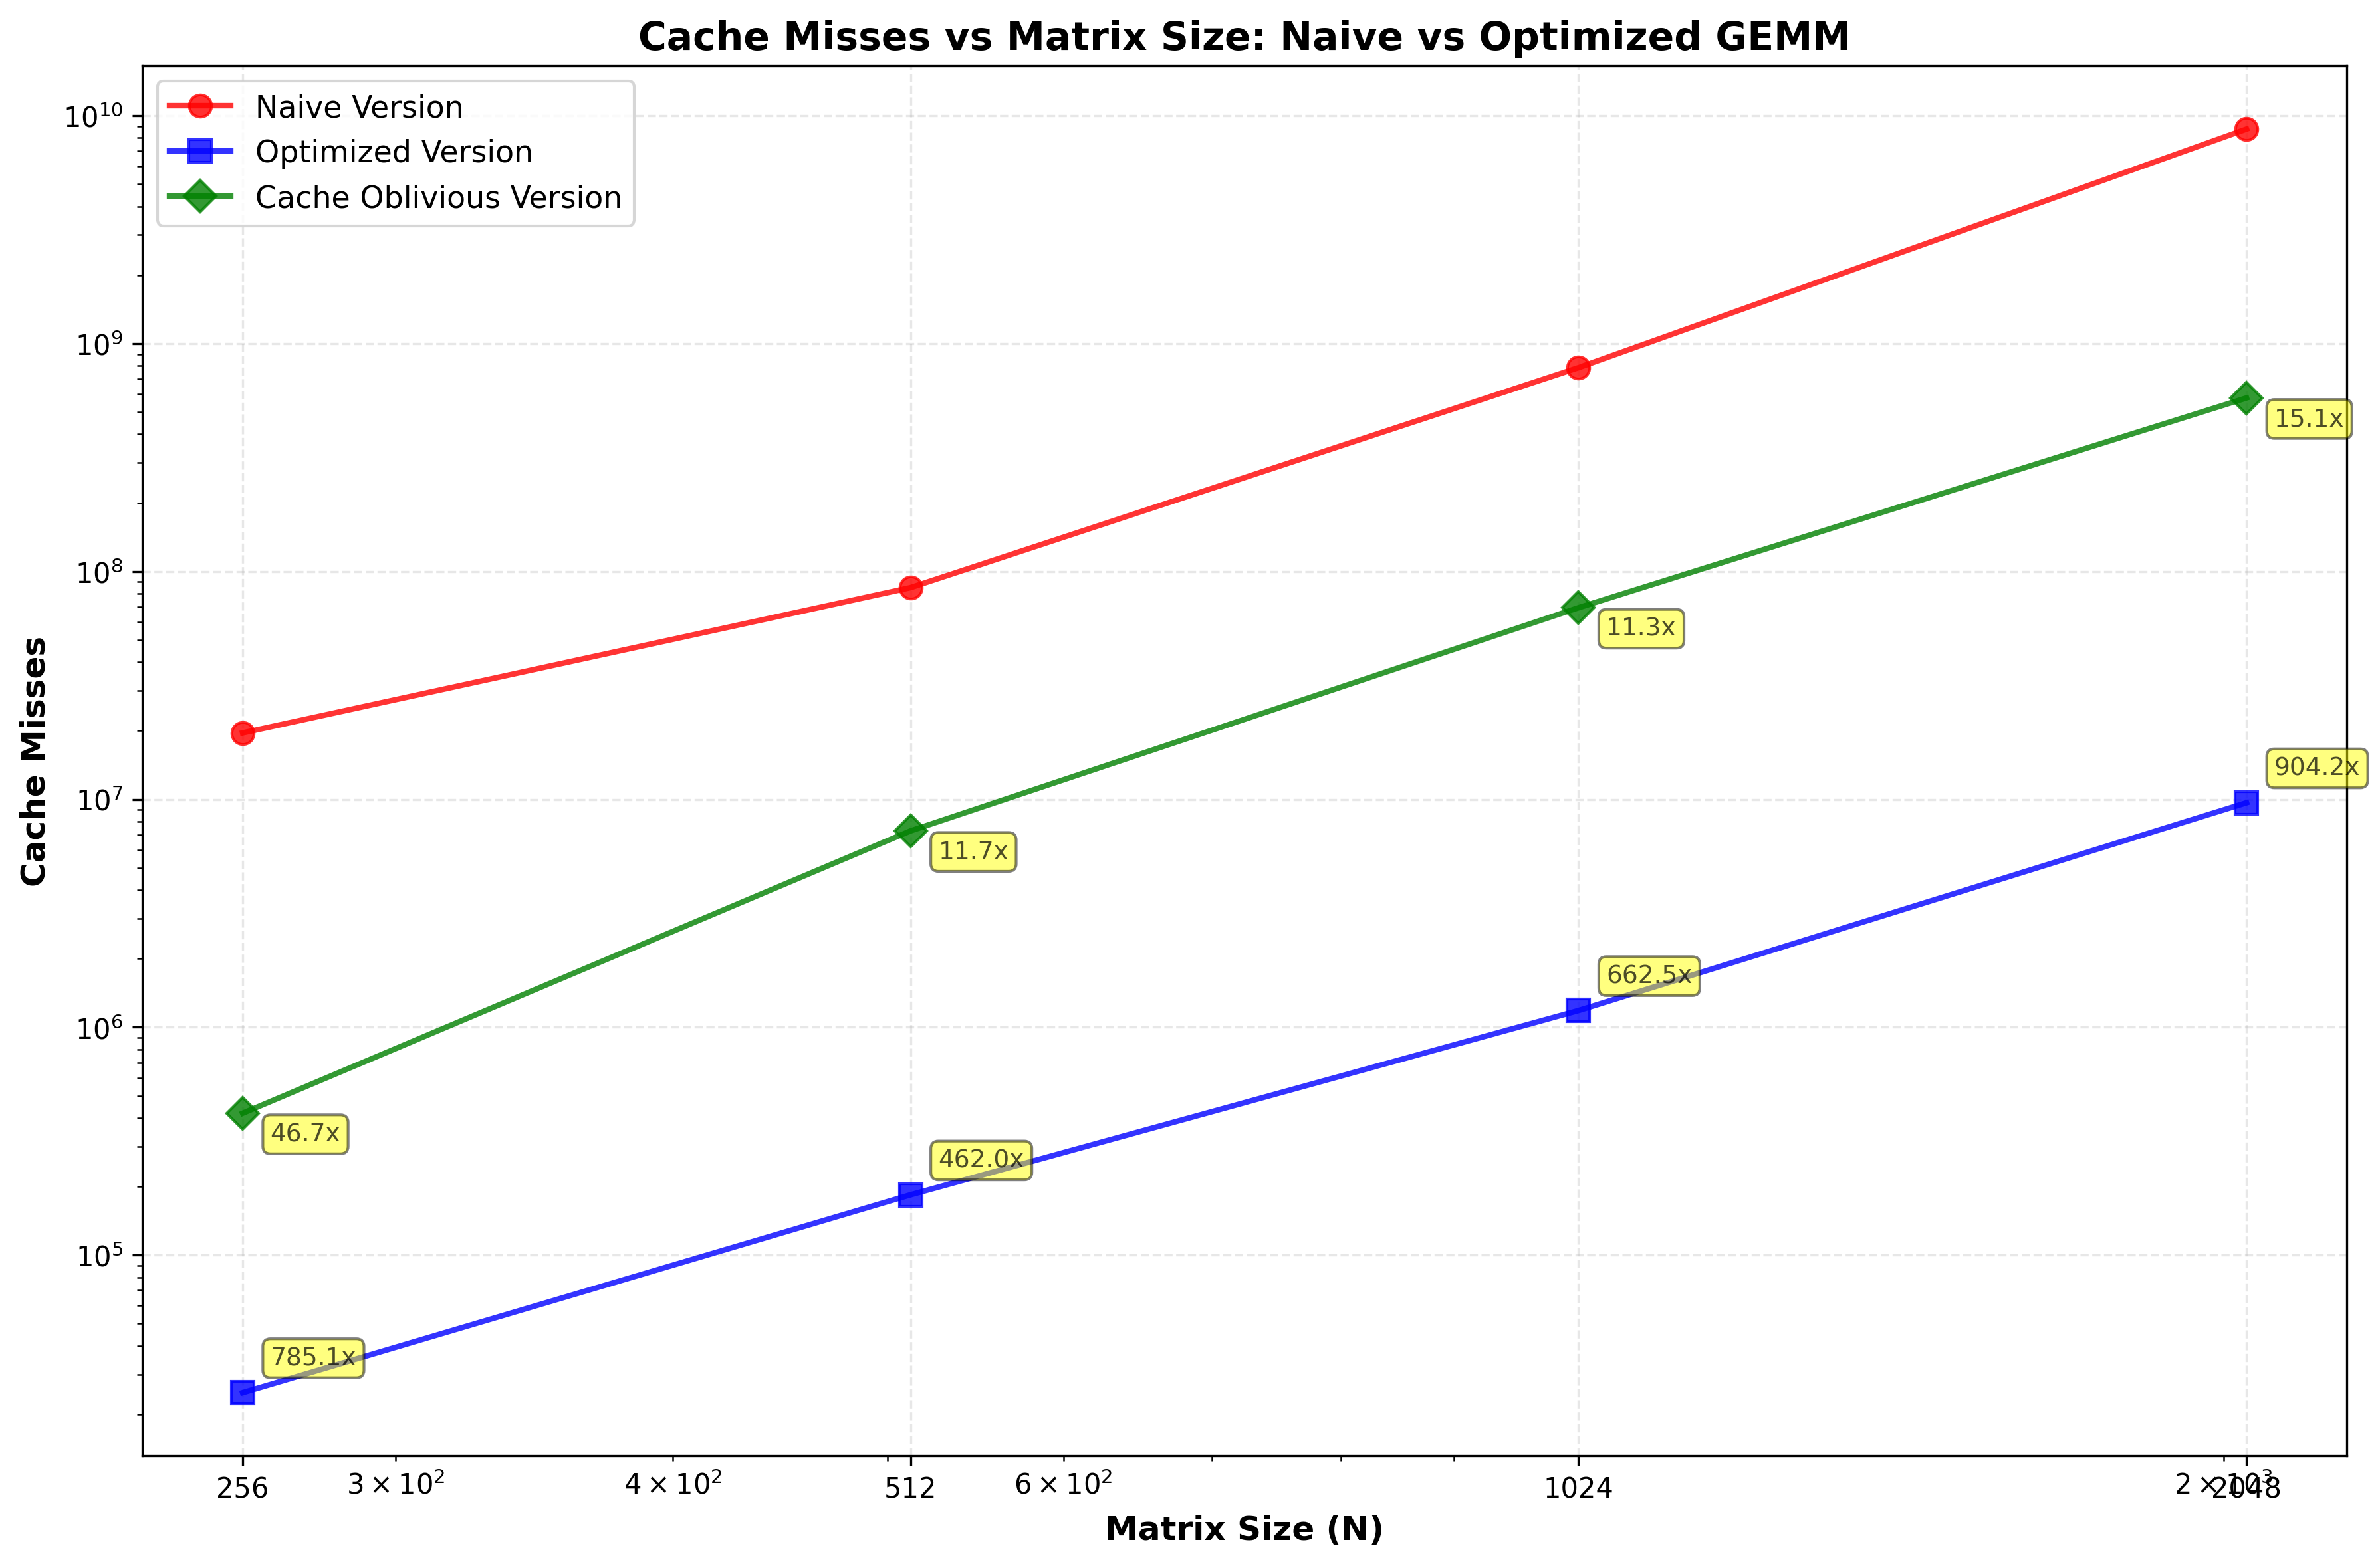 Cache Misses vs Matrix Size: Naive vs Optimized GEMM
Naive Version
Optimized Version
Cache Oblivious Version
Cache Misses
10¹⁰
10⁹
10⁸
10⁷
10⁶
10⁵
15.1x
11.3x
904.2x
11.7x
662.5x
46.7x
462.0x
785.1x
256
3 × 10²
4 × 10²
512
6 × 10²
1024
2 × 10³
2048
Matrix Size (N)